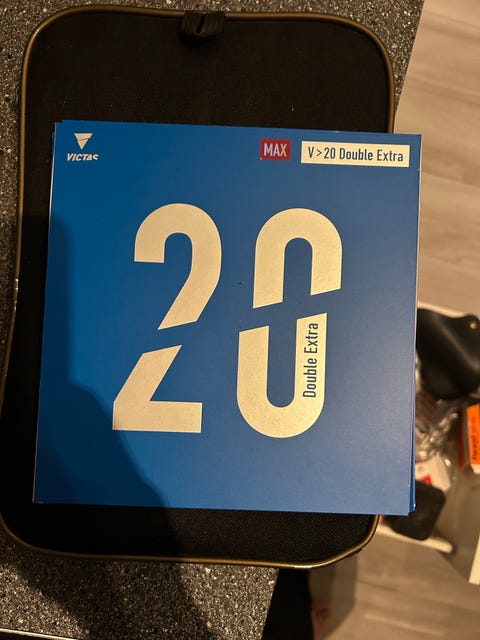 VICTAS
MAX
V>20 Double Extra
20
Double Extra